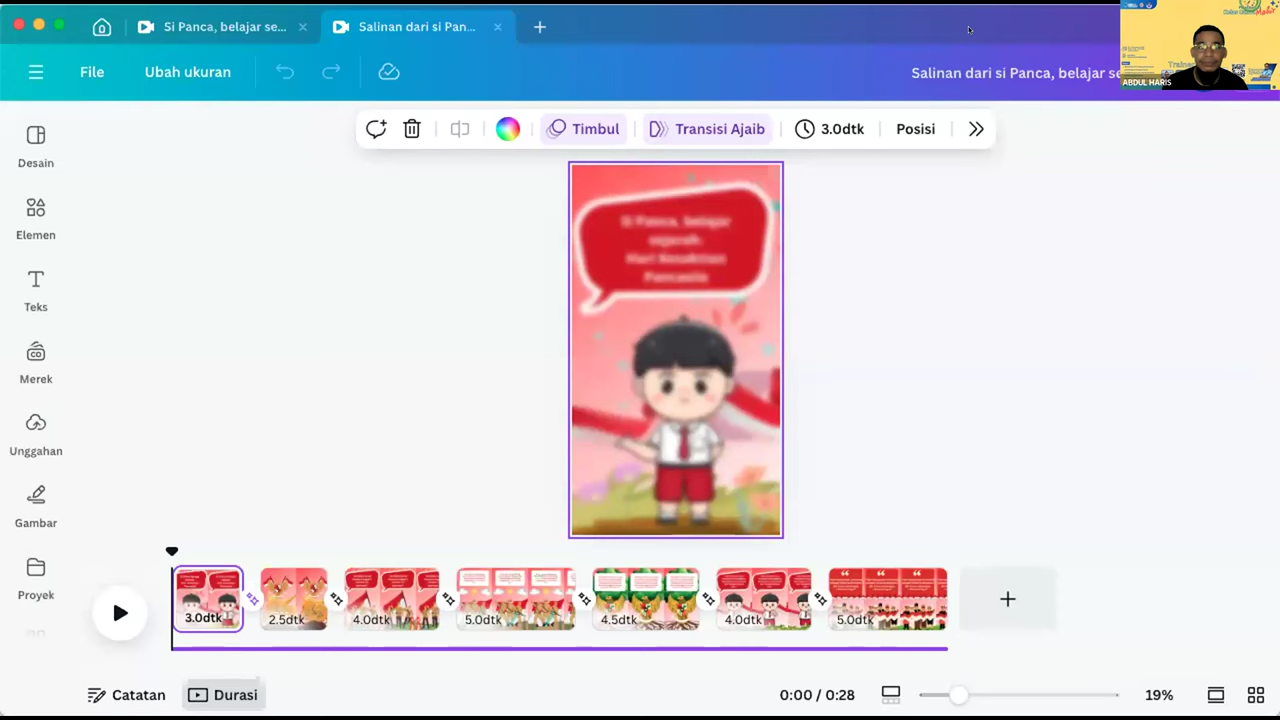 Si Panca, belajar se...
Salinan dari si Pan...
File
Ubah ukuran
Salinan dari si Panca, belajar se
ABDUL HARIS
Timbul
Transisi Ajaib
3.0dtk
Posisi
Desain
Elemen
Teks
Merek
Unggahan
Gambar
Proyek
Si Panca, belajar
sejarah:
Hari Kesaktian
Pancasila
3.0dtk
2.5dtk
4.0dtk
5.0dtk
4.5dtk
4.0dtk
5.0dtk
Catatan
Durasi
0:00 / 0:28
19%